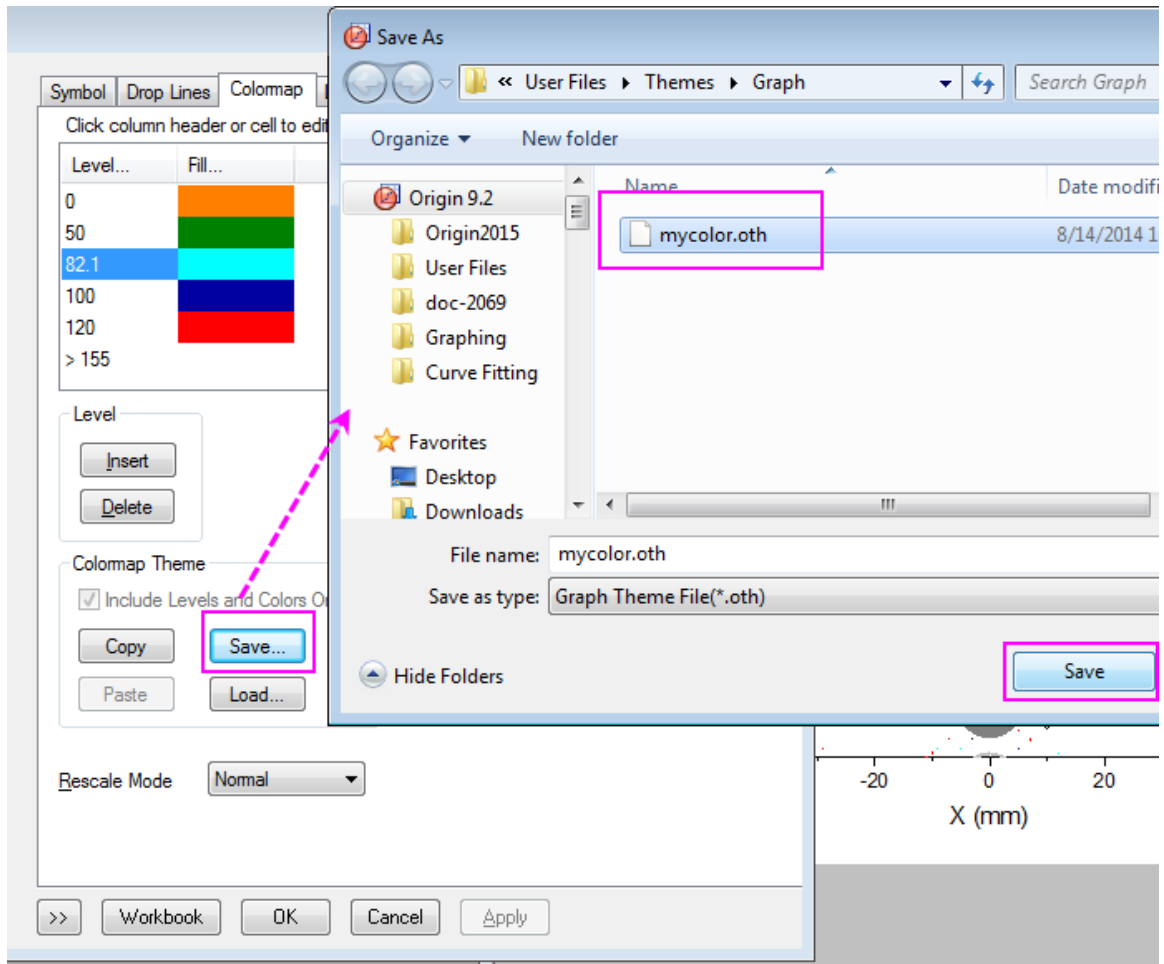 Save As
« User Files Themes Graph
Search Graph
Organize
New folder
Name
Date modifi
Origin 9.2
Origin2015
User Files
doc-2069
Graphing
Curve Fitting
mycolor.oth
8/14/2014 1
Favorites
Desktop
Downloads
File name: mycolor.oth
Save as type: Graph Theme File(*.oth)
Hide Folders
Save
Symbol Drop Lines Colormap
Click column header or cell to edit
Level... Fill...
0
50
82.1
100
120
> 155
Level
Insert
Delete
Colormap Theme
Include Levels and Colors On
Copy Save...
Paste Load...
Rescale Mode Normal
>> Workbook OK Cancel Apply
-20 0 20
X (mm)